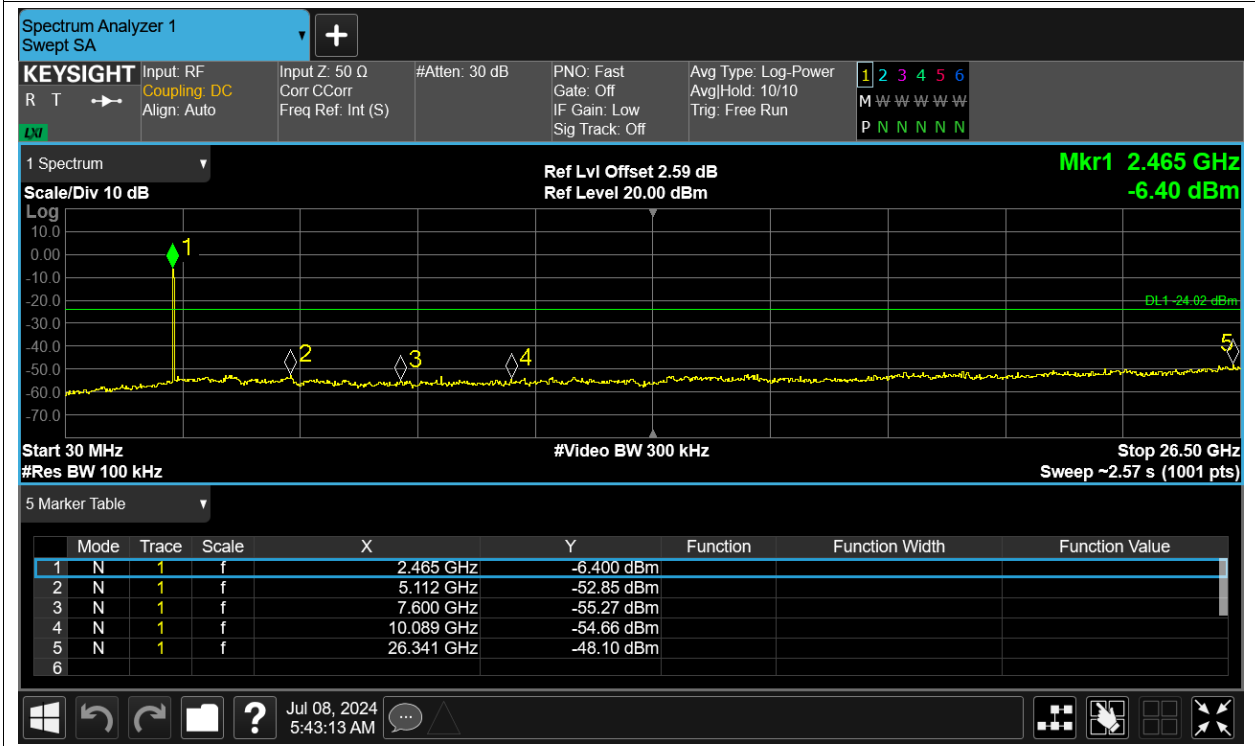 Spectrum Analyzer 1
Swept SA
KEYSIGHT Input: RF Input Z: 50 Ω #Atten: 30 dB PNO: Fast Avg Type: Log-Power 1 2 3 4 5 6
R T Coupling: DC Corr CCorr Gate: Off Avg|Hold: 10/10 M W W W W W
Align: Auto Freq Ref: Int (S) IF Gain: Low Trig: Free Run
LXI Sig Track: Off P N N N N N
1 Spectrum Ref Lvl Offset 2.59 dB Mkr1 2.465 GHz
Scale/Div 10 dB Ref Level 20.00 dBm -6.40 dBm
Log
10.0
1
0.00
-10.0
-20.0 DL1 -24.02 dBm
-30.0
-40.0 2 3 4 5
-50.0
-60.0
-70.0
Start 30 MHz #Video BW 300 kHz Stop 26.50 GHz
#Res BW 100 kHz Sweep ~2.57 s (1001 pts)
5 Marker Table
Mode Trace Scale X Y Function Function Width Function Value
1 N 1 f 2.465 GHz -6.400 dBm
2 N 1 f 5.112 GHz -52.85 dBm
3 N 1 f 7.600 GHz -55.27 dBm
4 N 1 f 10.089 GHz -54.66 dBm
5 N 1 f 26.341 GHz -48.10 dBm
6
? Jul 08, 2024
5:43:13 AM